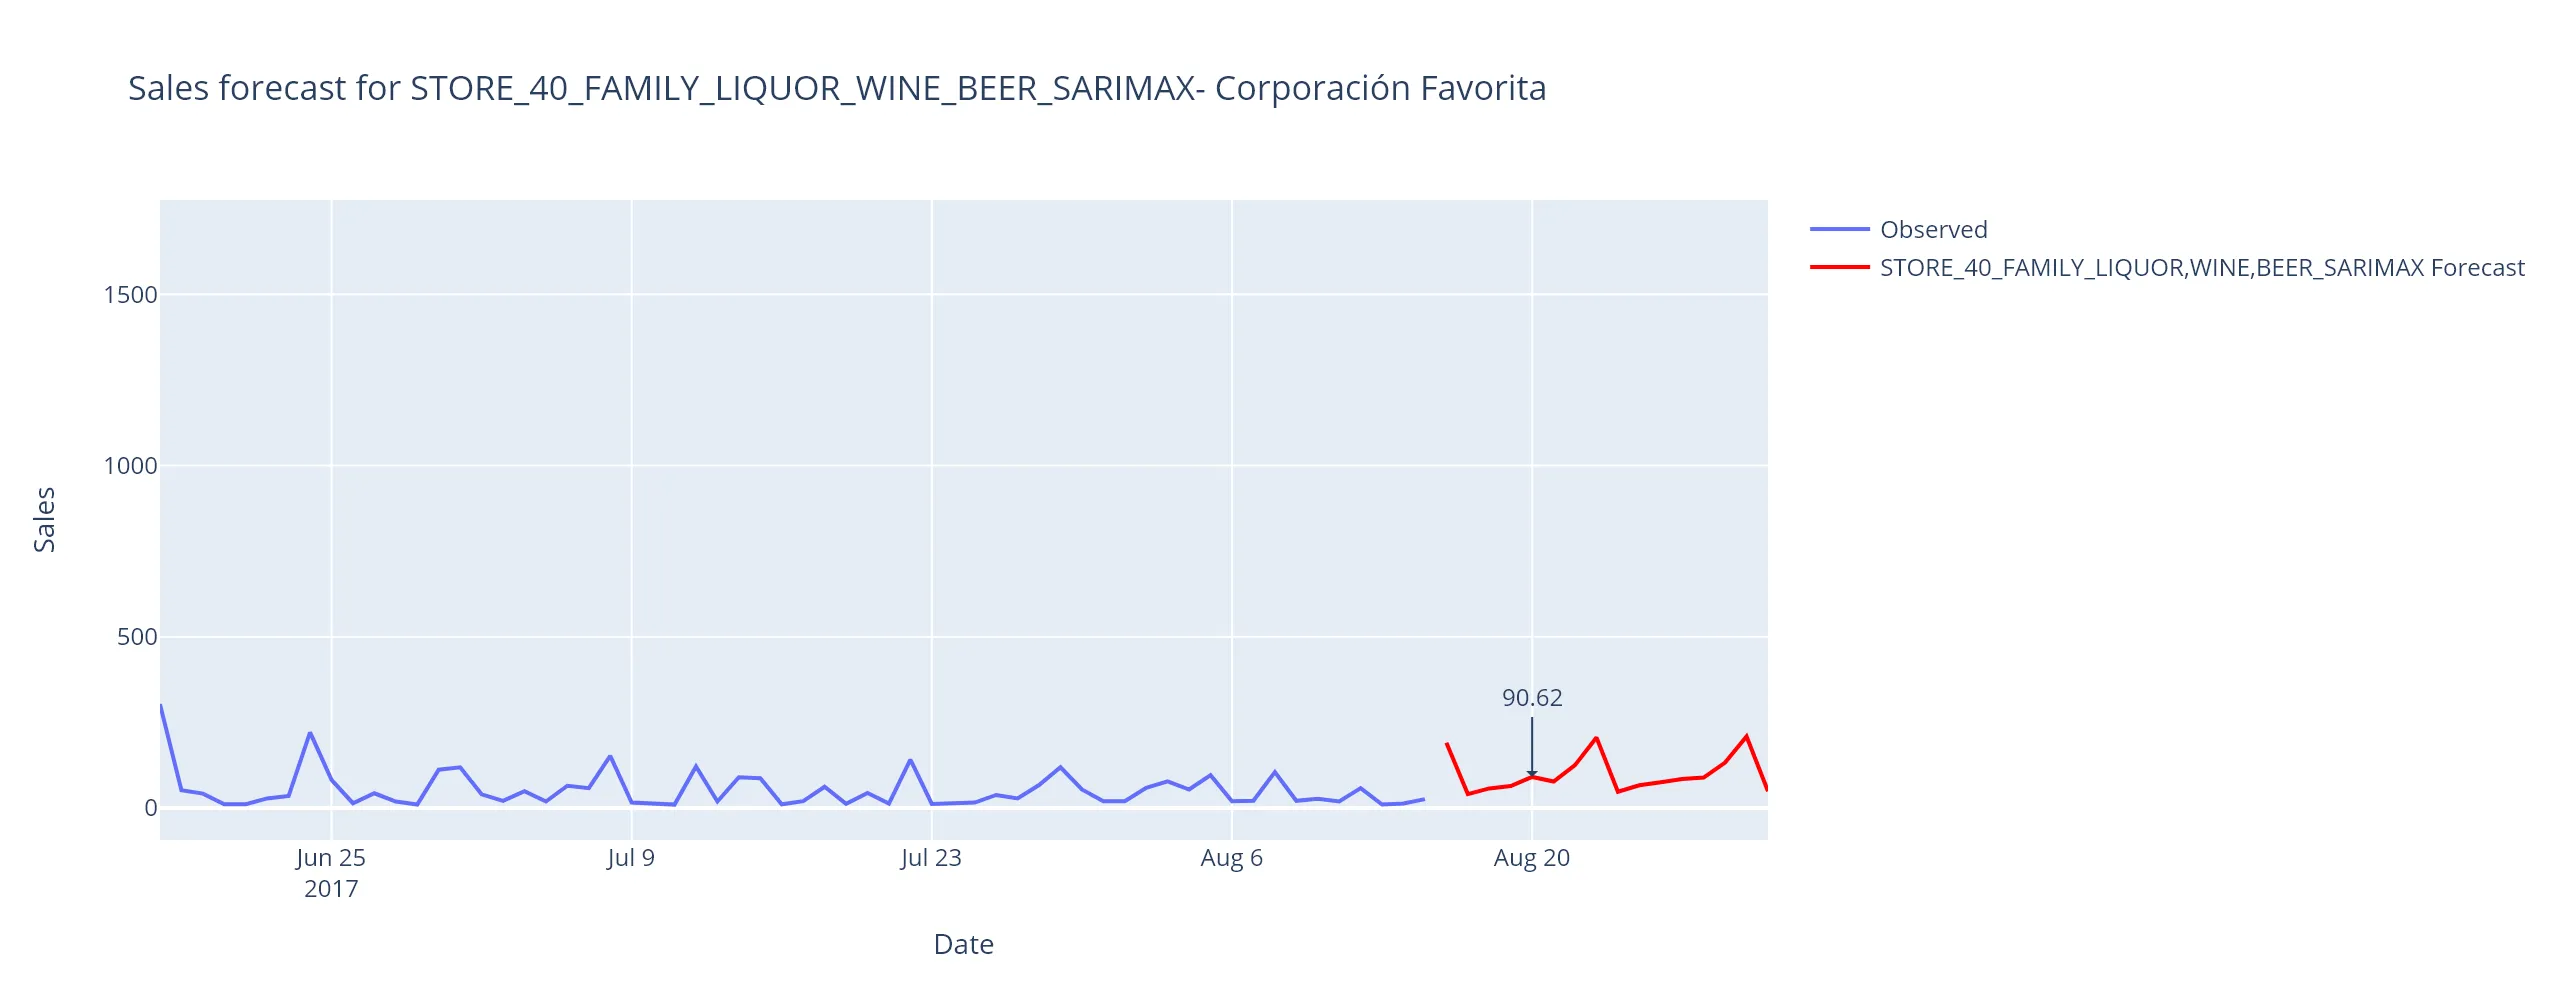 Sales forecast for STORE_40_FAMILY_LIQUOR_WINE_BEER_SARIMAX- Corporación Favorita
Observed
STORE_40_FAMILY_LIQUOR,WINE,BEER_SARIMAX Forecast
1500
1000
500
0
Sales
90.62
Jun 25
2017
Jul 9
Jul 23
Aug 6
Aug 20
Date